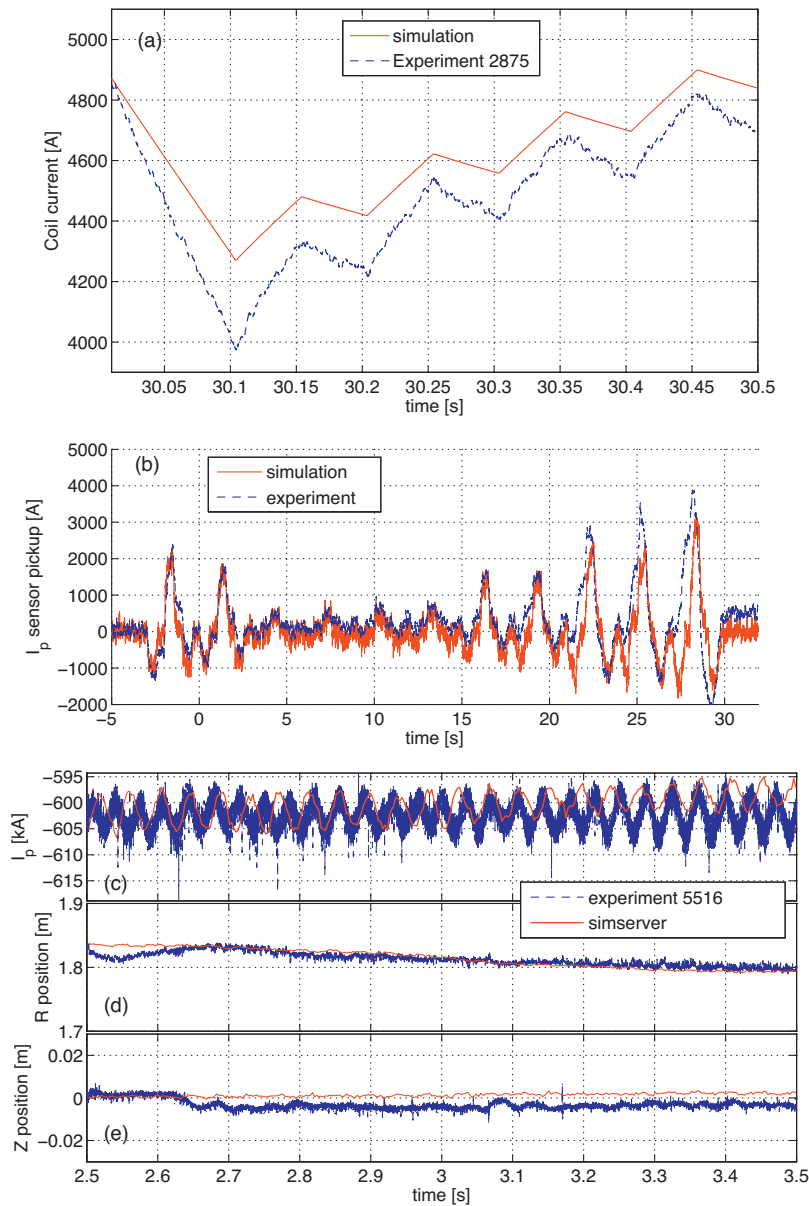 (a)
simulation
Experiment 2875
Coil current [A]
5000
4800
4600
4400
4200
4000
30.05 30.1 30.15 30.2 30.25 30.3 30.35 30.4 30.45 30.5
time [s]
(b)
simulation
experiment
I_p sensor pickup [A]
5000
4000
3000
2000
1000
0
−1000
−2000
−5 0 5 10 15 20 25 30
time [s]
I_p [kA]
−595
−600
−605
−610
−615
(c)
experiment 5516
simserver
R position [m]
1.9
1.8
1.7
(d)
Z position [m]
0.02
0
−0.02
(e)
2.5 2.6 2.7 2.8 2.9 3 3.1 3.2 3.3 3.4 3.5
time [s]